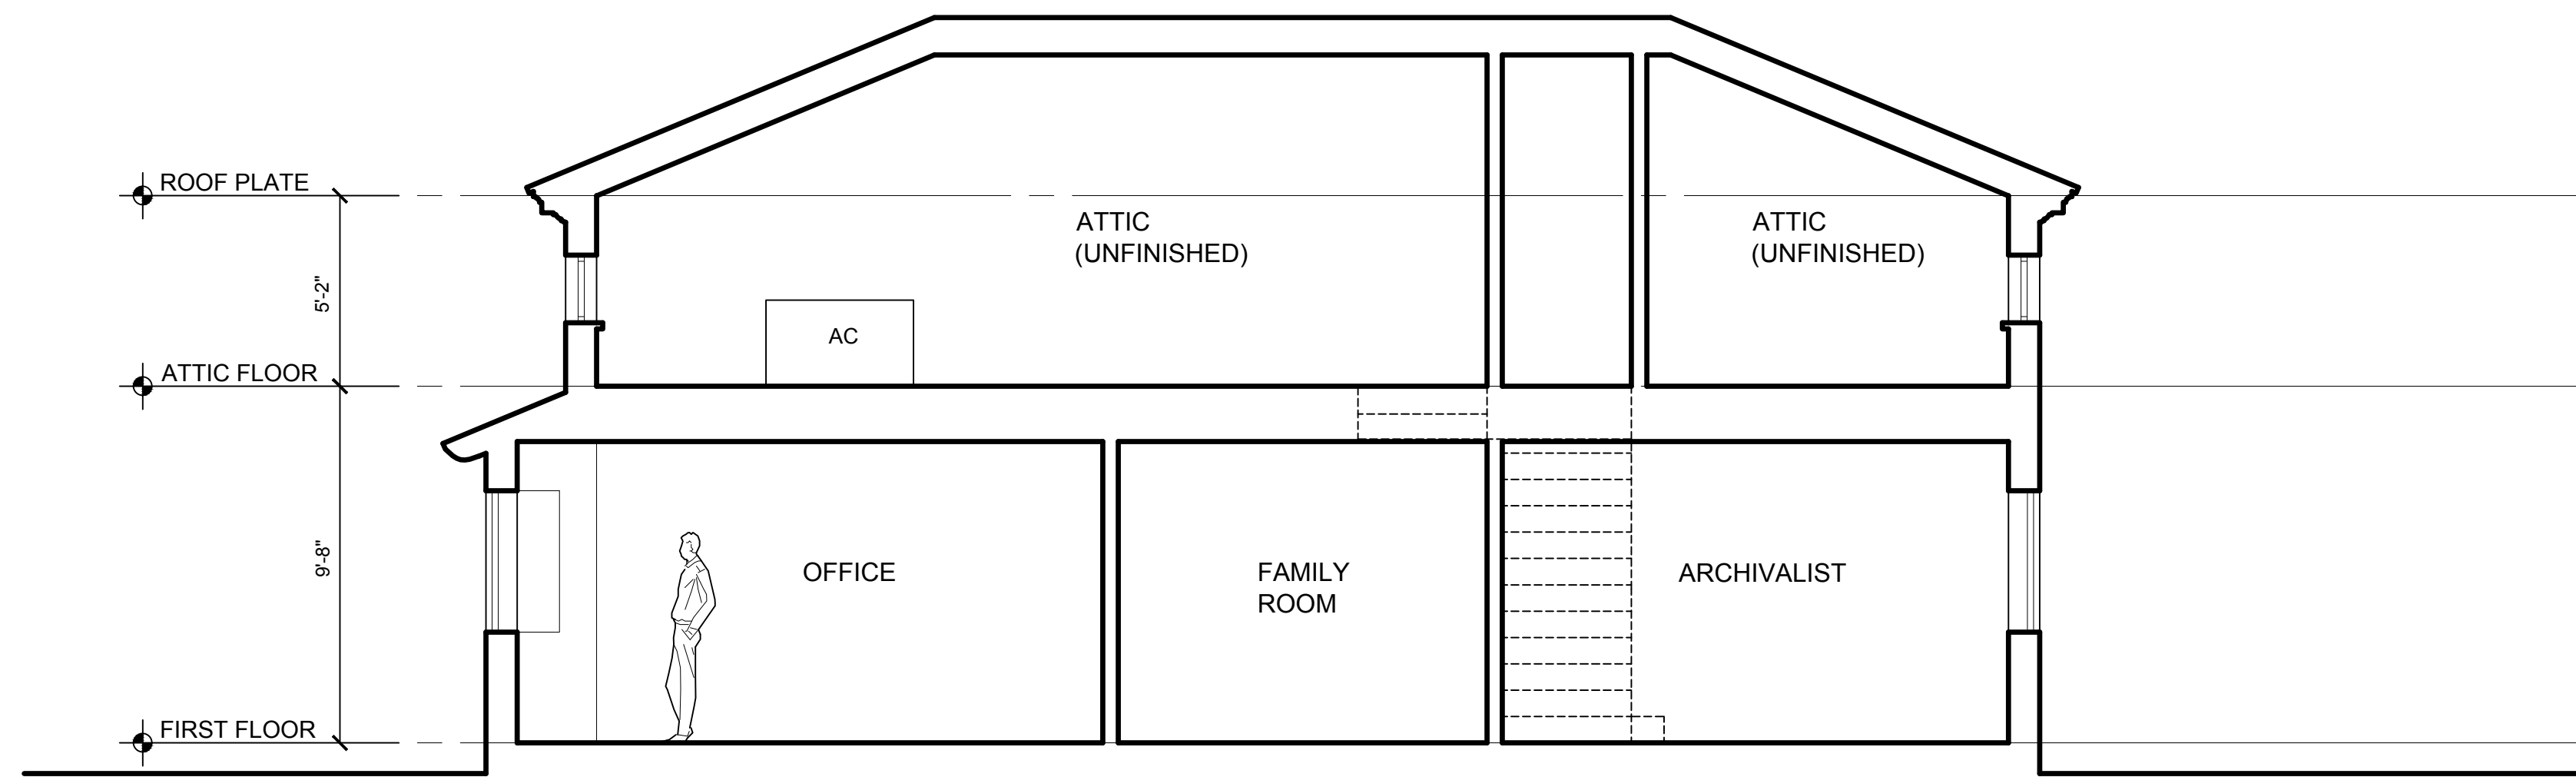 ROOF PLATE
ATTIC
(UNFINISHED)
ATTIC
(UNFINISHED)
5'-2"
AC
ATTIC FLOOR
9'-8"
OFFICE
FAMILY
ROOM
ARCHIVALIST
FIRST FLOOR